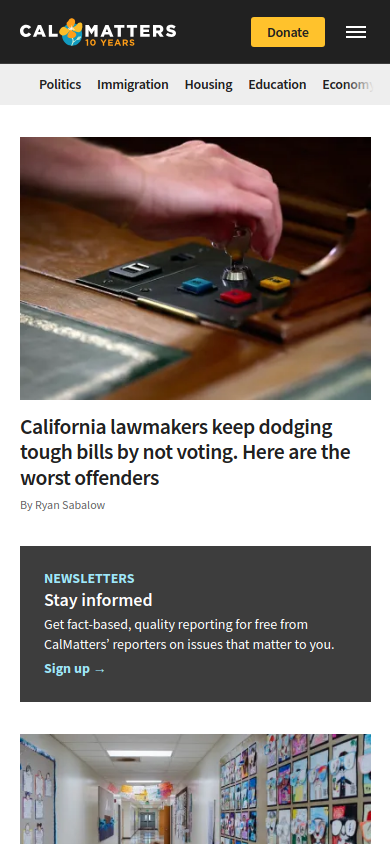 CALMATTERS
10 YEARS
Donate
Politics Immigration Housing Education Economy
California lawmakers keep dodging
tough bills by not voting. Here are the
worst offenders
By Ryan Sabalow
NEWSLETTERS
Stay informed
Get fact-based, quality reporting for free from
CalMatters’ reporters on issues that matter to you.
Sign up →